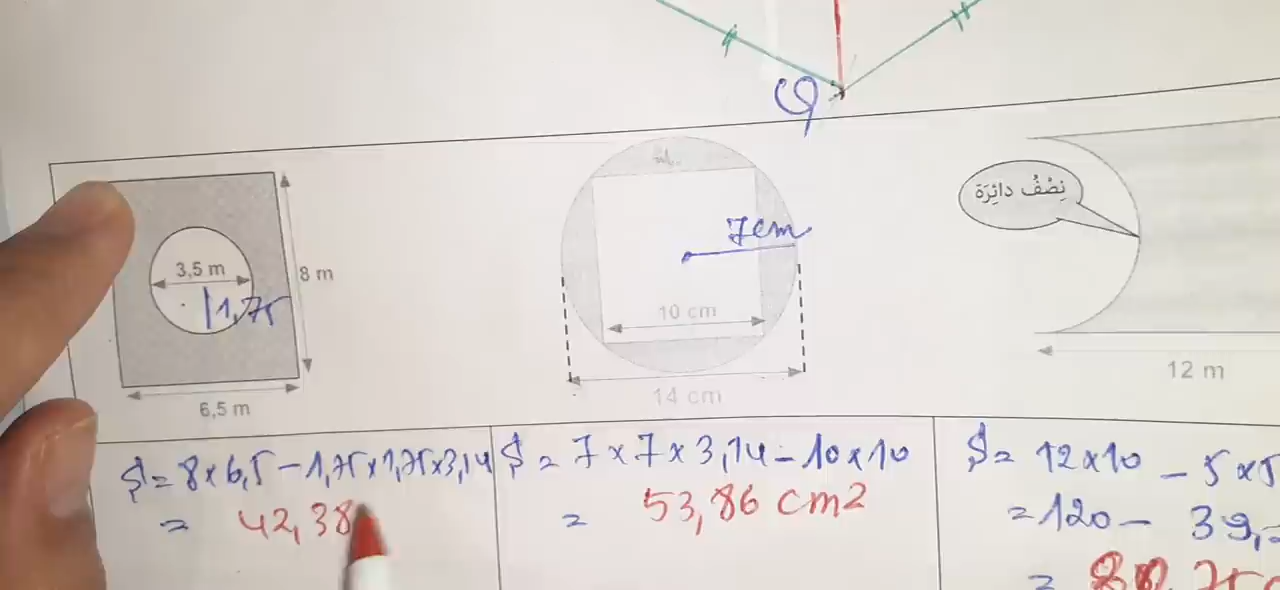 φ
نِصْفُ دائِرَة
7cm
3,5 m
8 m
1,75
10 cm
12 m
14 cm
6,5 m
S = 8 x 6,5 - 1,75 x 1,75 x 3,14
= 42,38
S = 7 x 7 x 3,14 - 10 x 10
= 53,86 cm2
S = 12 x 10 - 5 x 5
= 120 - 39,
=